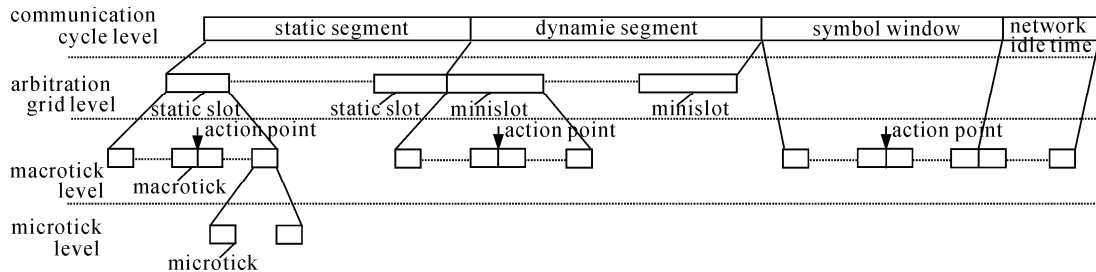 communication
cycle level
static segment
dynamie segment
symbol window
network
idle time
arbitration
grid level
static slot
static slot
minislot
minislot
action point
action point
action point
macrotick
level
macrotick
microtick
level
microtick